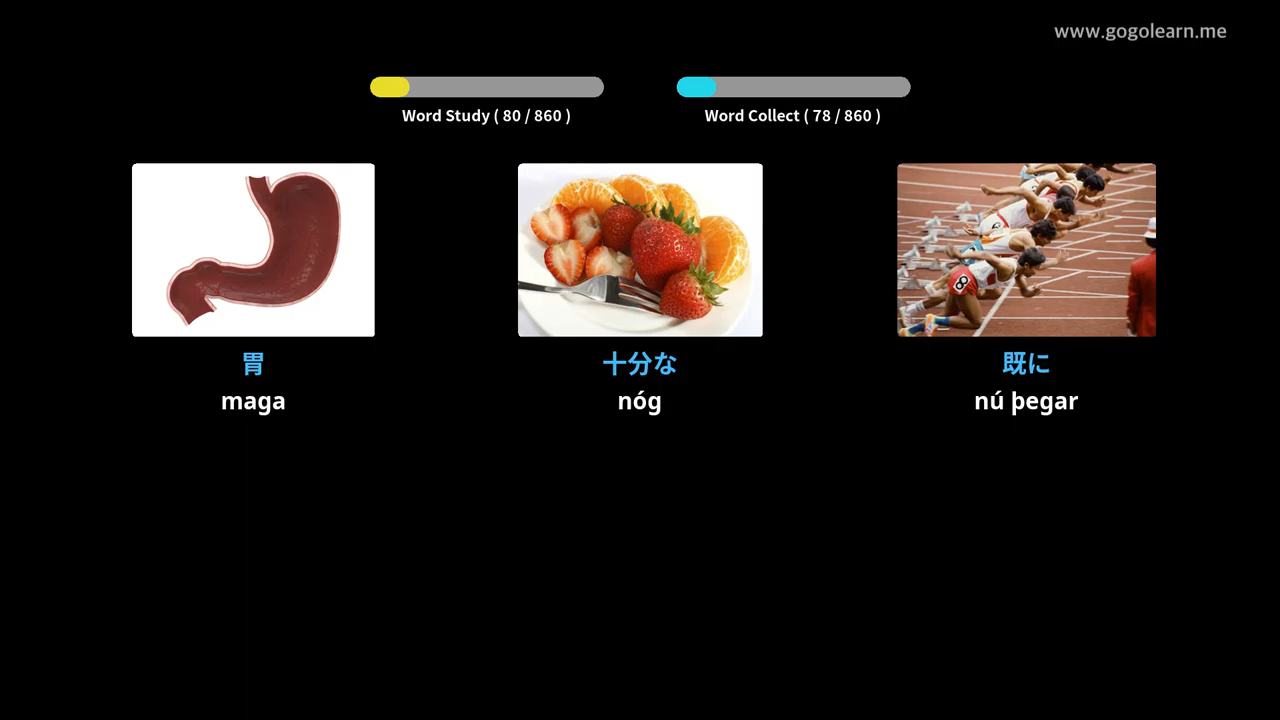 www.gogolearn.me
Word Study ( 80 / 860 )
Word Collect ( 78 / 860 )
胃
十分な
既に
maga
nóg
nú þegar